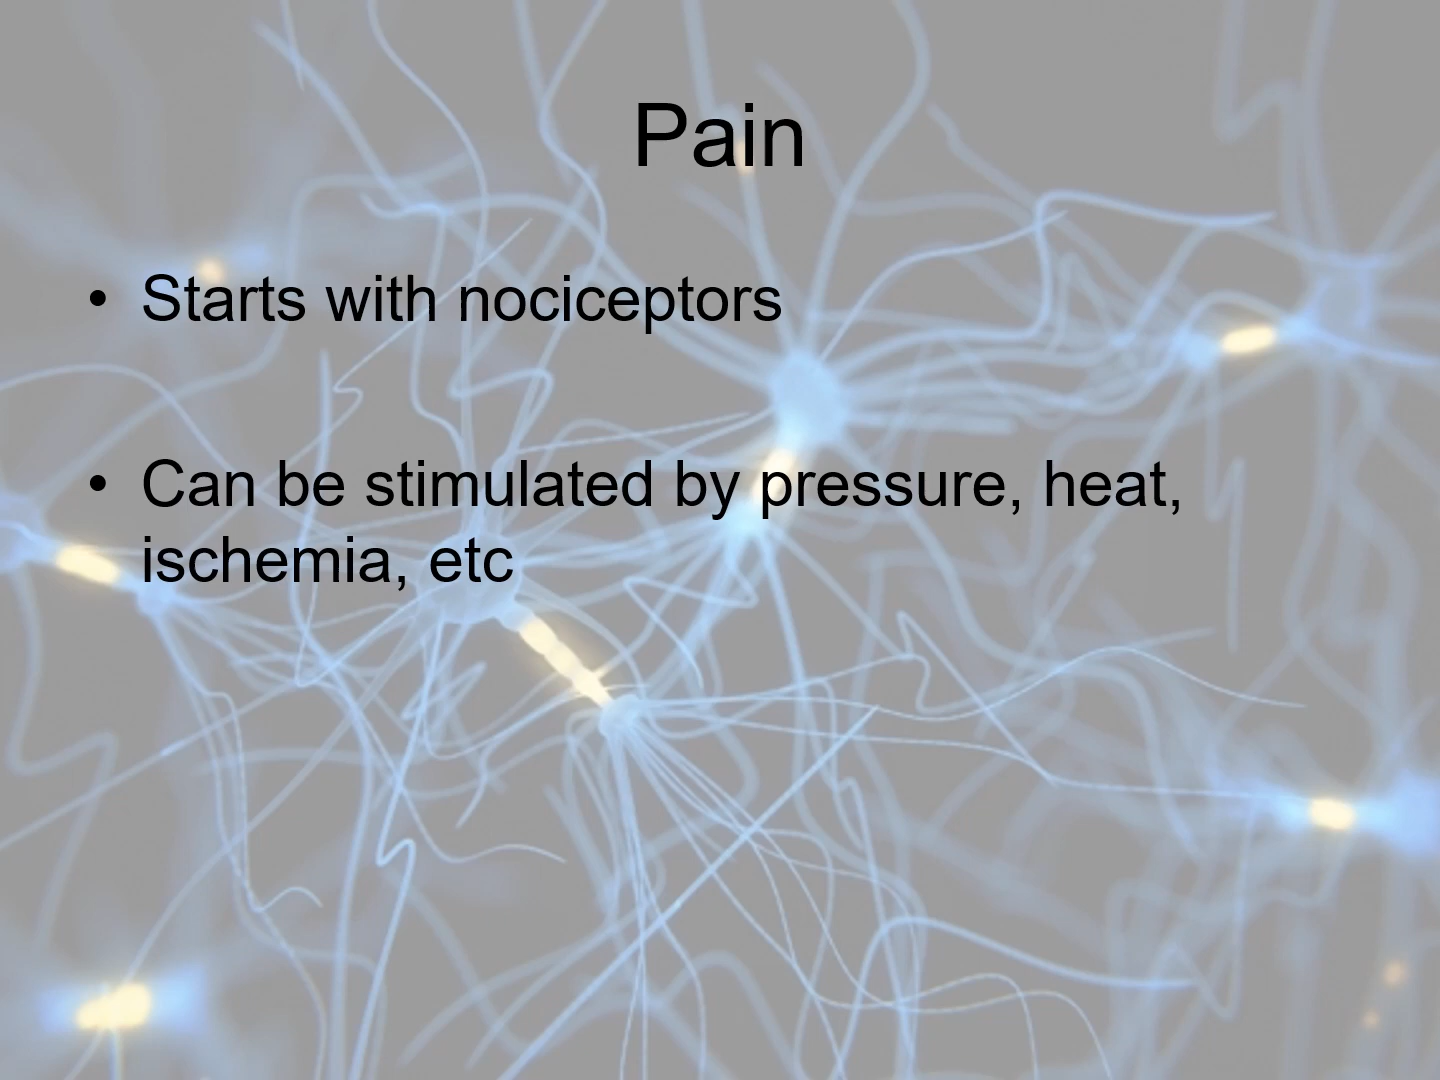 Pain
• Starts with nociceptors
• Can be stimulated by pressure, heat,
ischemia, etc